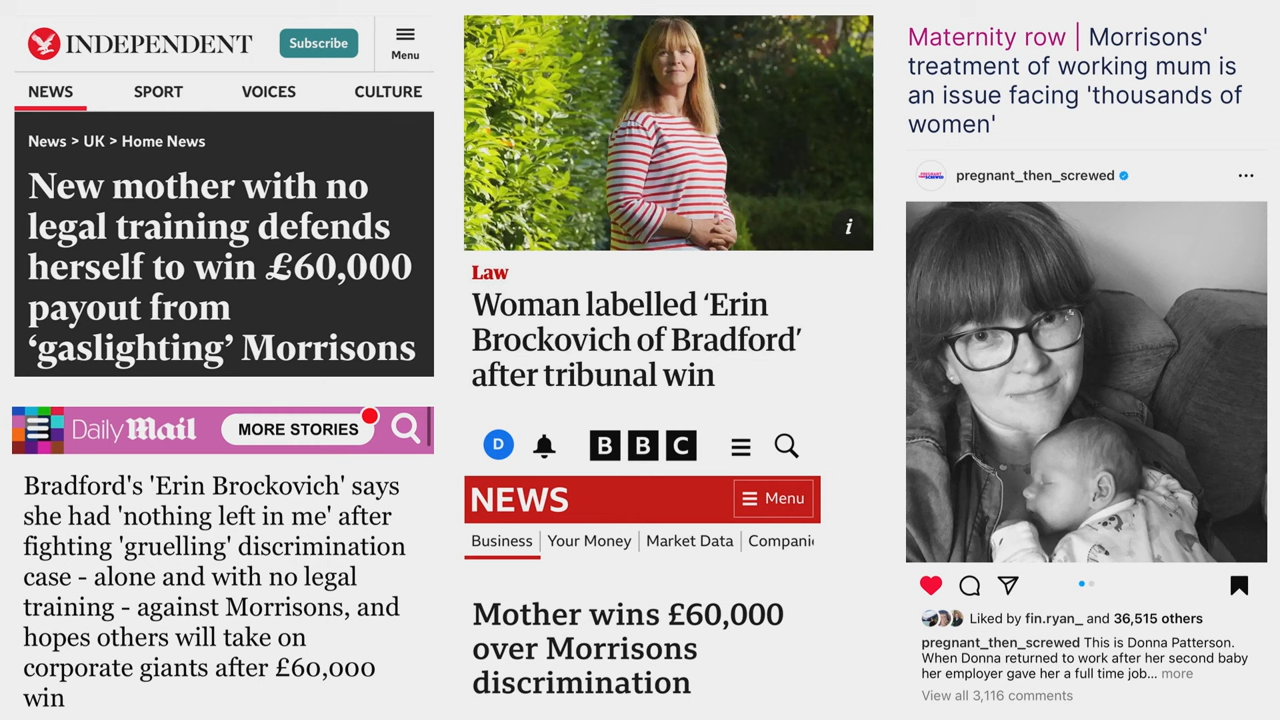 INDEPENDENT
Subscribe
Menu
NEWS SPORT VOICES CULTURE
News > UK > Home News
New mother with no
legal training defends
herself to win £60,000
payout from
‘gaslighting’ Morrisons
Daily Mail
MORE STORIES
Bradford's 'Erin Brockovich' says
she had 'nothing left in me' after
fighting 'gruelling' discrimination
case - alone and with no legal
training - against Morrisons, and
hopes others will take on
corporate giants after £60,000
win
i
Law
Woman labelled ‘Erin
Brockovich of Bradford’
after tribunal win
D
BBC
NEWS
Menu
Business Your Money Market Data Compani
Mother wins £60,000
over Morrisons
discrimination
Maternity row | Morrisons'
treatment of working mum is
an issue facing 'thousands of
women'
PREGNANT THEN SCREWED
pregnant_then_screwed
Liked by fin.ryan_ and 36,515 others
pregnant_then_screwed This is Donna Patterson.
When Donna returned to work after her second baby
her employer gave her a full time job... more
View all 3,116 comments